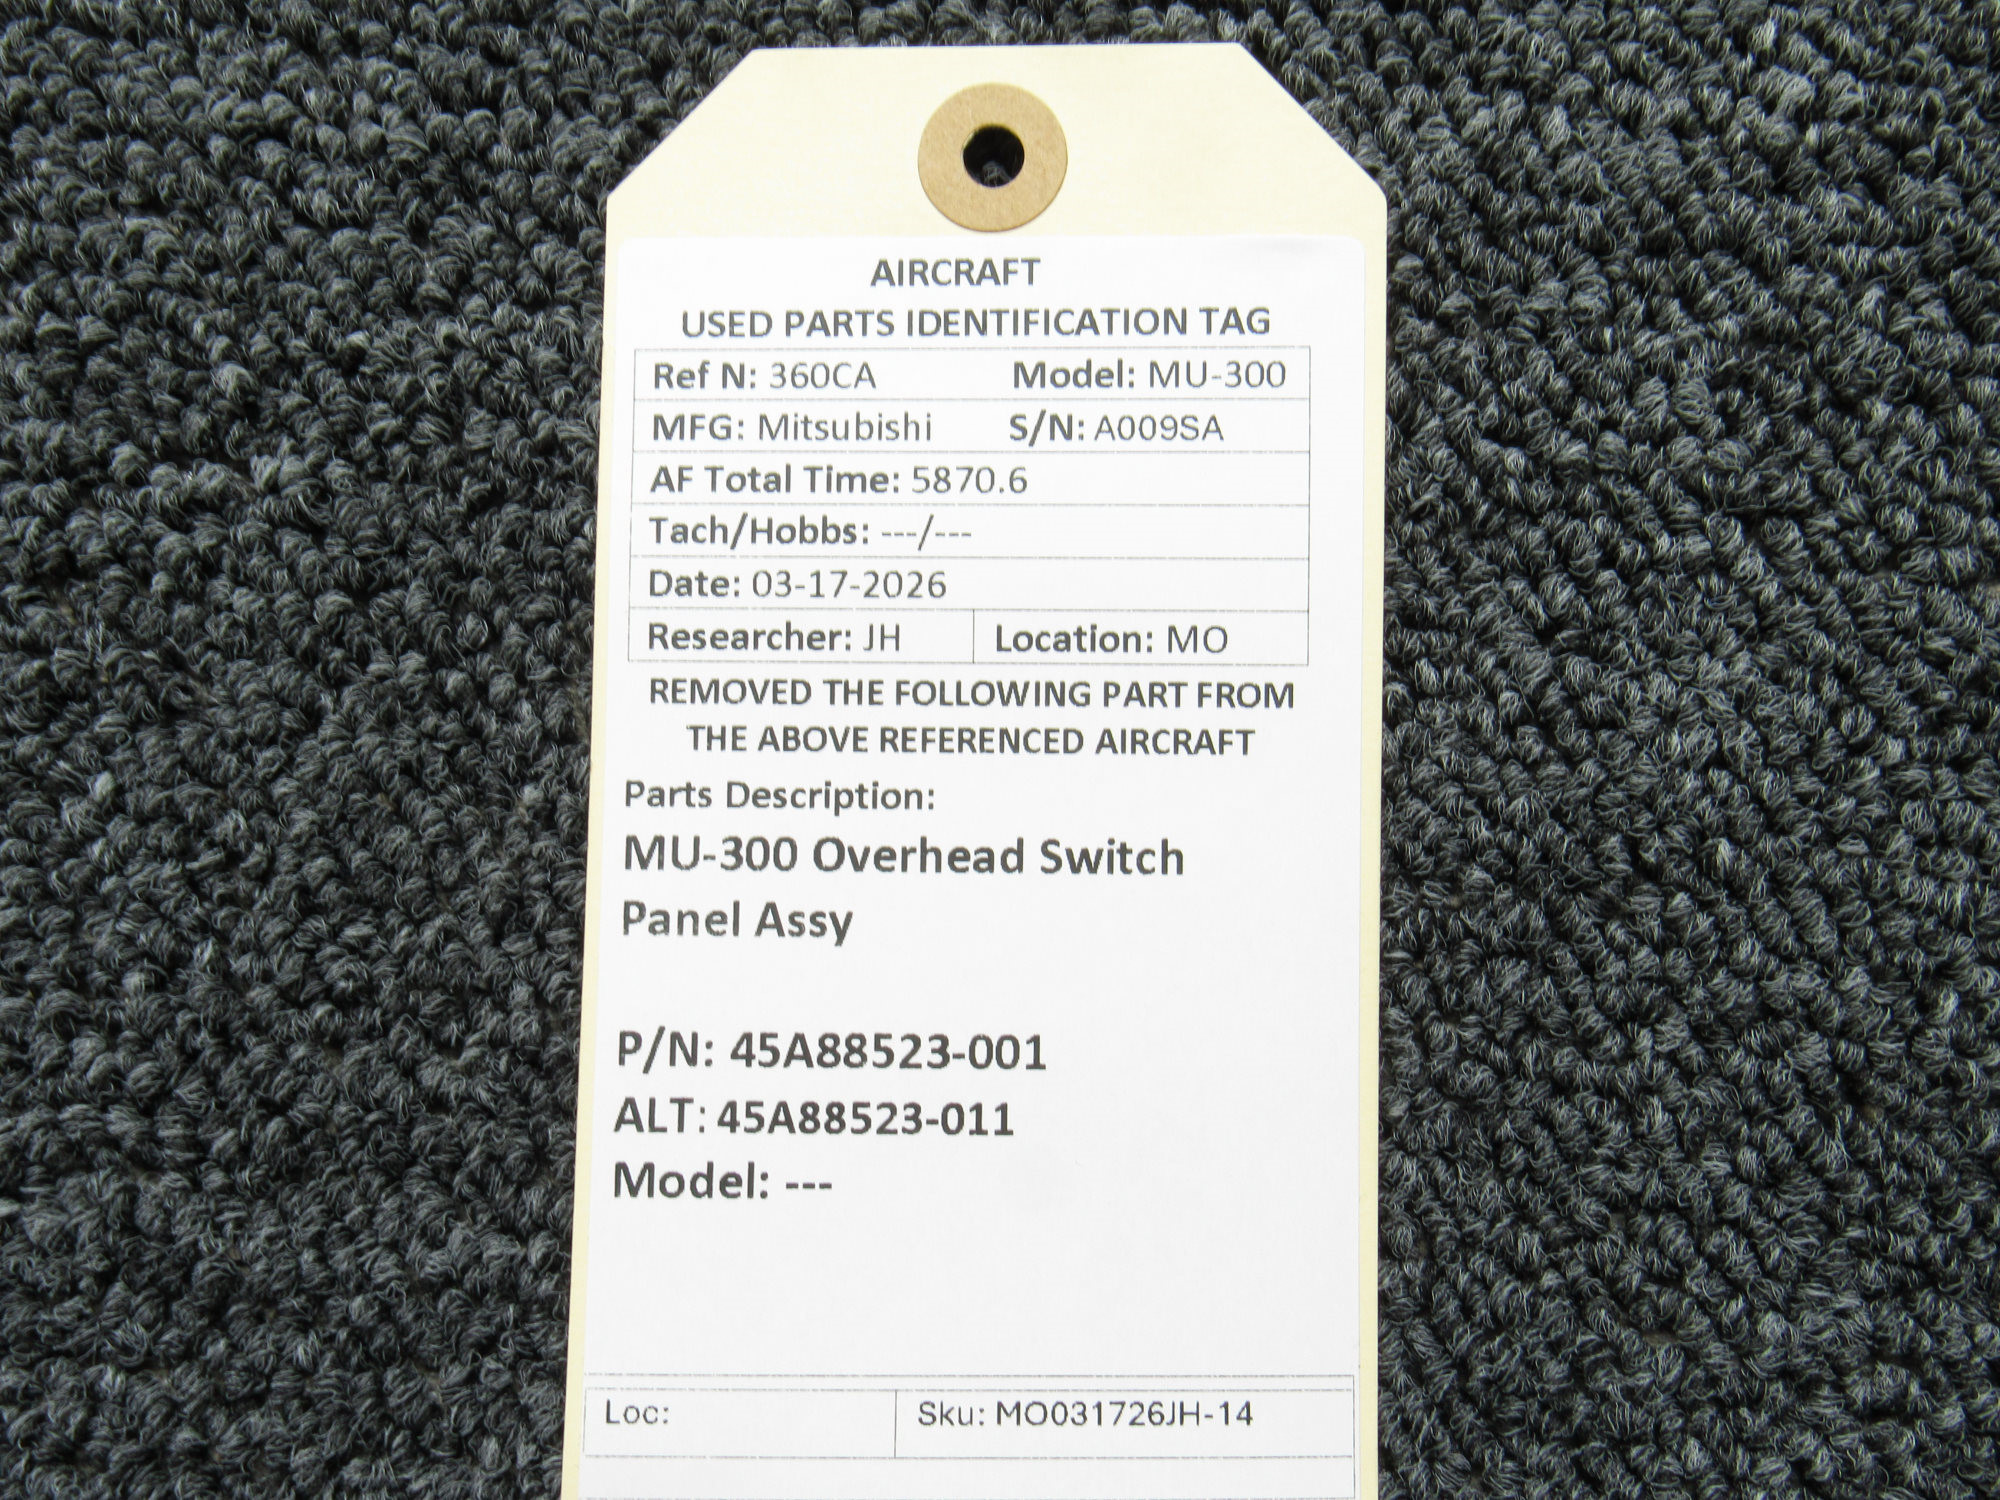 AIRCRAFT
USED PARTS IDENTIFICATION TAG
Ref N: 360CA Model: MU-300
MFG: Mitsubishi S/N: A009SA
AF Total Time: 5870.6
Tach/Hobbs: ---/---
Date: 03-17-2026
Researcher: JH Location: MO
REMOVED THE FOLLOWING PART FROM
THE ABOVE REFERENCED AIRCRAFT
Parts Description:
MU-300 Overhead Switch
Panel Assy
P/N: 45A88523-001
ALT: 45A88523-011
Model: ---
Loc: Sku: MO031726JH-14